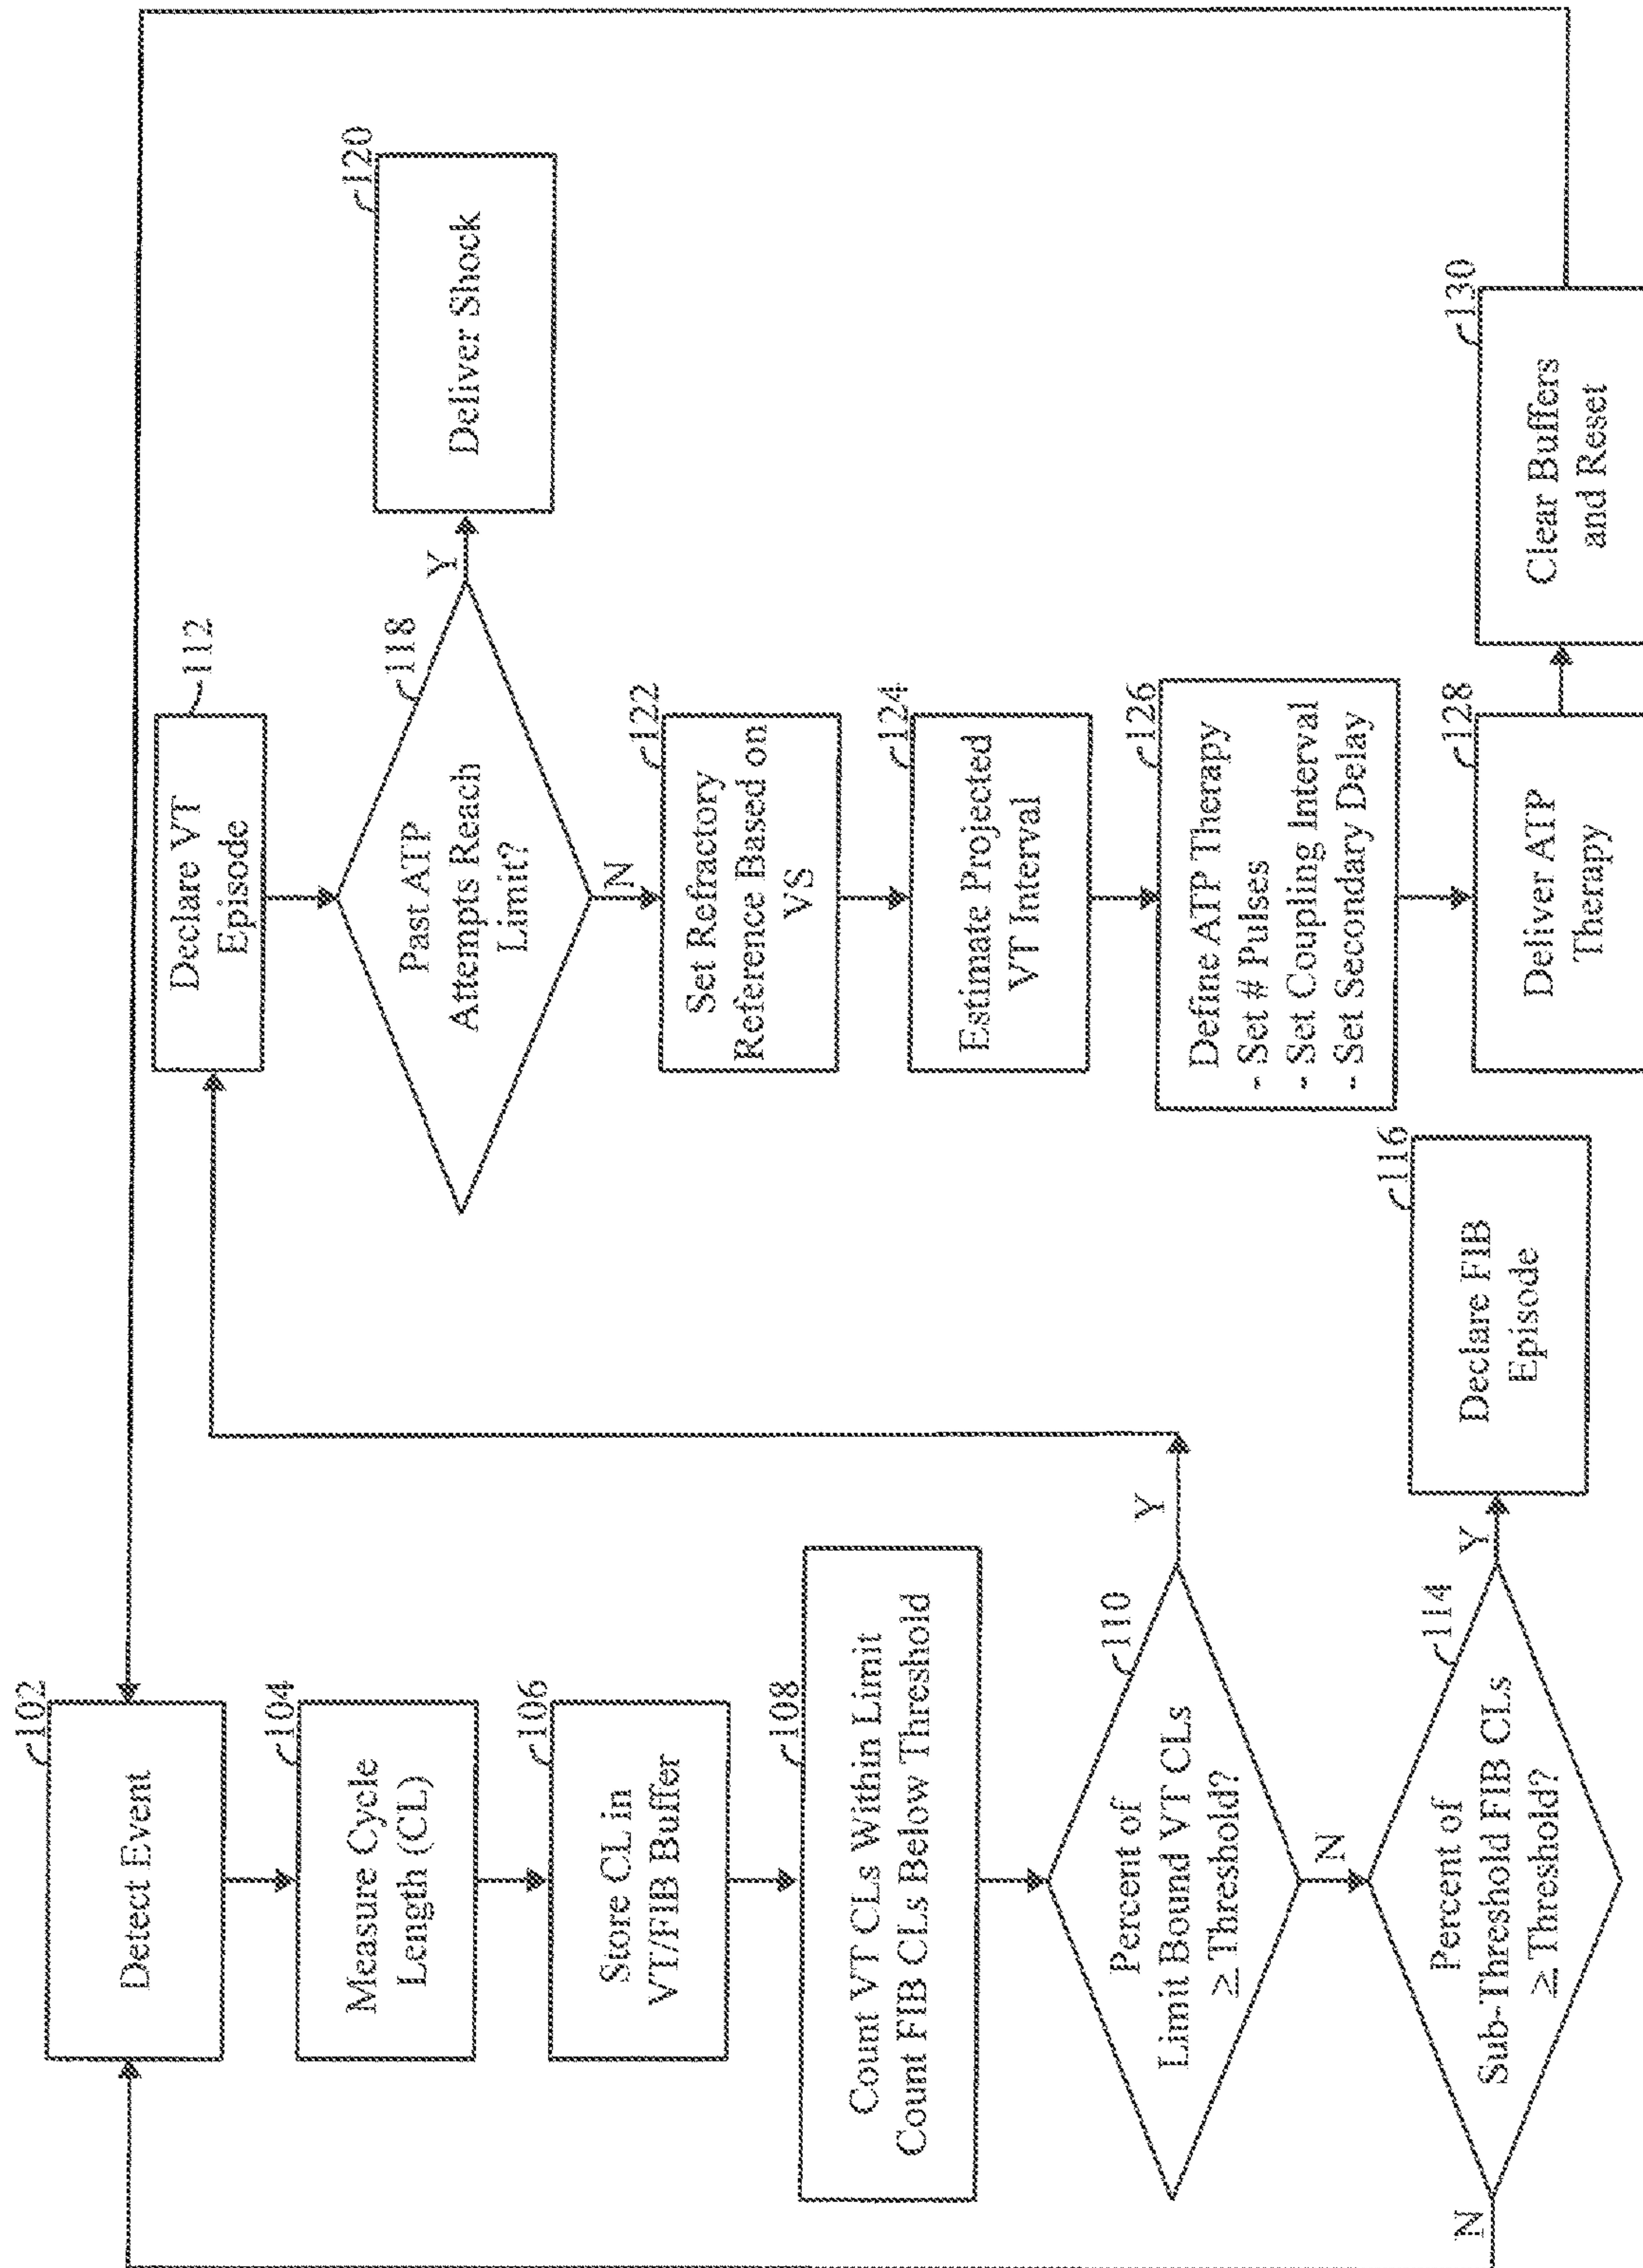 102
Detect Event
104
Measure Cycle
Length (CL)
106
Store CL in
VT/FIB Buffer
108
Count VT CLs Within Limit
Count FIB CLs Below Threshold
110
Percent of
Limit Bound VT CLs
≥ Threshold?
Y
N
114
Percent of
Sub-Threshold FIB CLs
≥ Threshold?
Y
N
116
Declare FIB
Episode
112
Declare VT
Episode
118
Past ATP
Attempts Reach
Limit?
Y
N
120
Deliver Shock
122
Set Refractory
Reference Based on
VS
124
Estimate Projected
VT Interval
126
Define ATP Therapy
- Set # Pulses
- Set Coupling Interval
- Set Secondary Delay
128
Deliver ATP
Therapy
130
Clear Buffers
and Reset